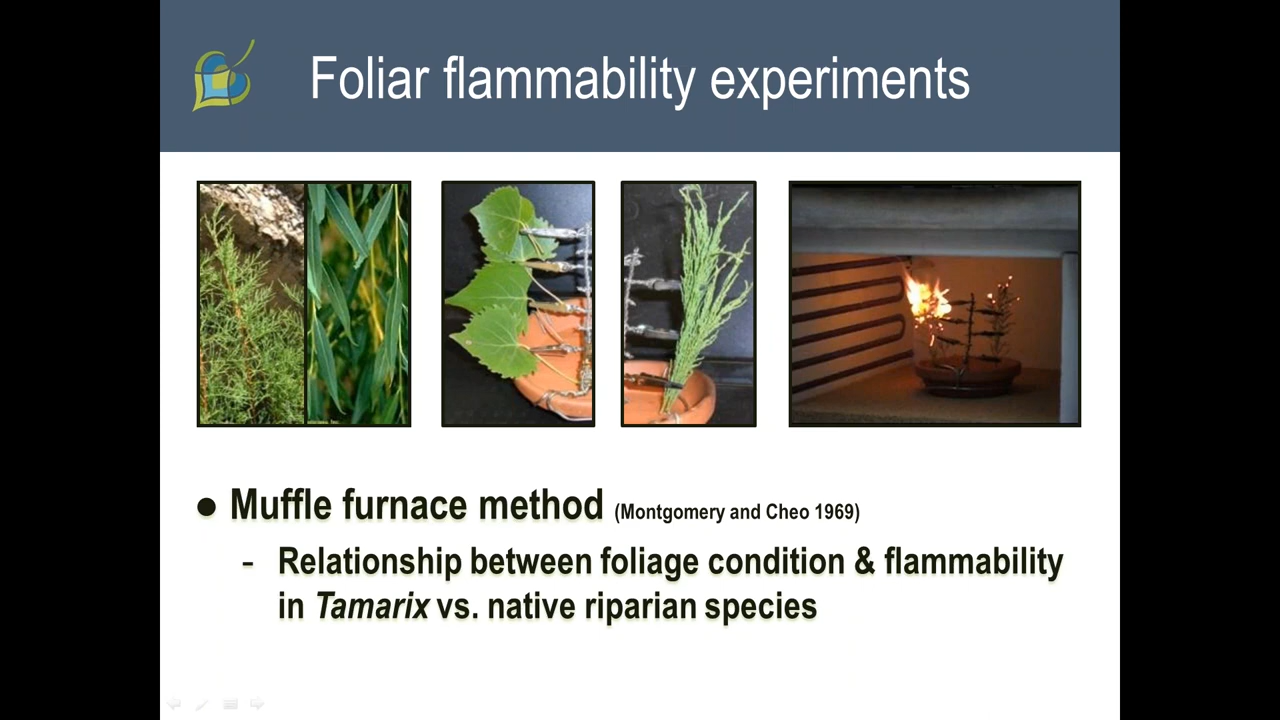 Foliar flammability experiments
● Muffle furnace method (Montgomery and Cheo 1969)
- Relationship between foliage condition & flammability
in Tamarix vs. native riparian species